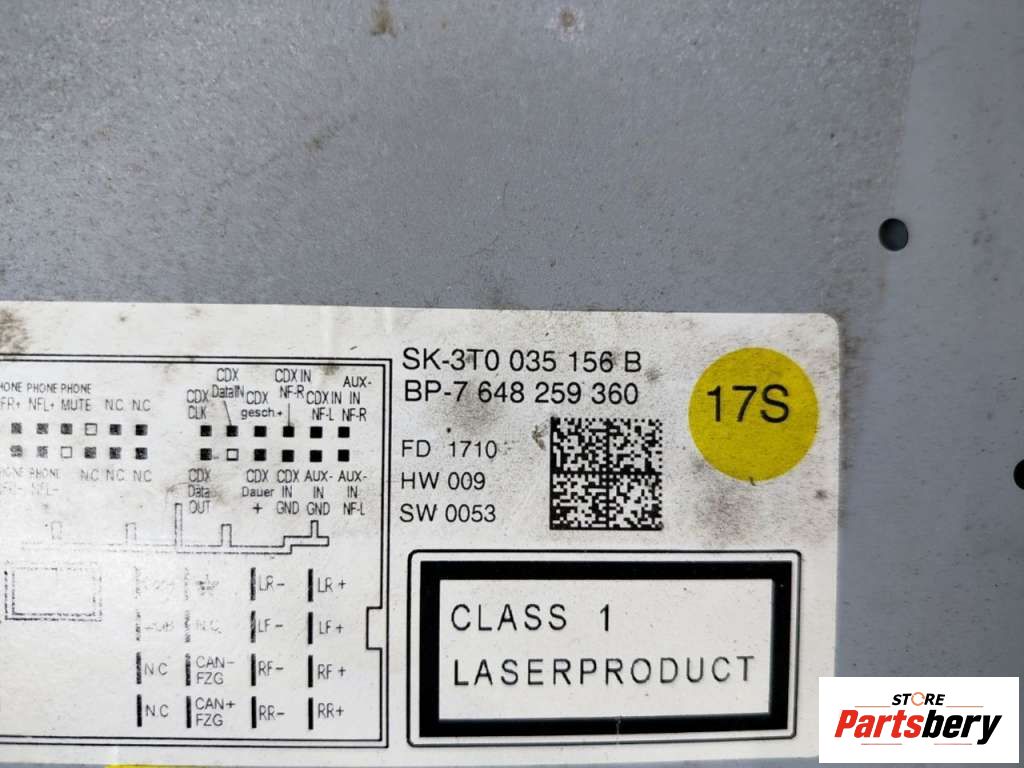 SK-3T0 035 156 B
BP-7 648 259 360
17S
FD 1710
HW 009
SW 0053
CLASS 1
LASERPRODUCT
PHONE PHONE
NFL+ MUTE N.C. N.C
CDX CLK
CDX DataIN
CDX gesch.+
CDX IN NF-R
CDX IN NF-L
AUX-IN NF-R
N.C N.C N.C
CDX Data OUT
CDX Dauer +
CDX IN GND
AUX-IN GND
AUX-IN NF-L
LR- LR+
N.C. LF- LF+
N.C CAN-FZG RF- RF+
N.C CAN+FZG RR- RR+
STORE
Partsbery